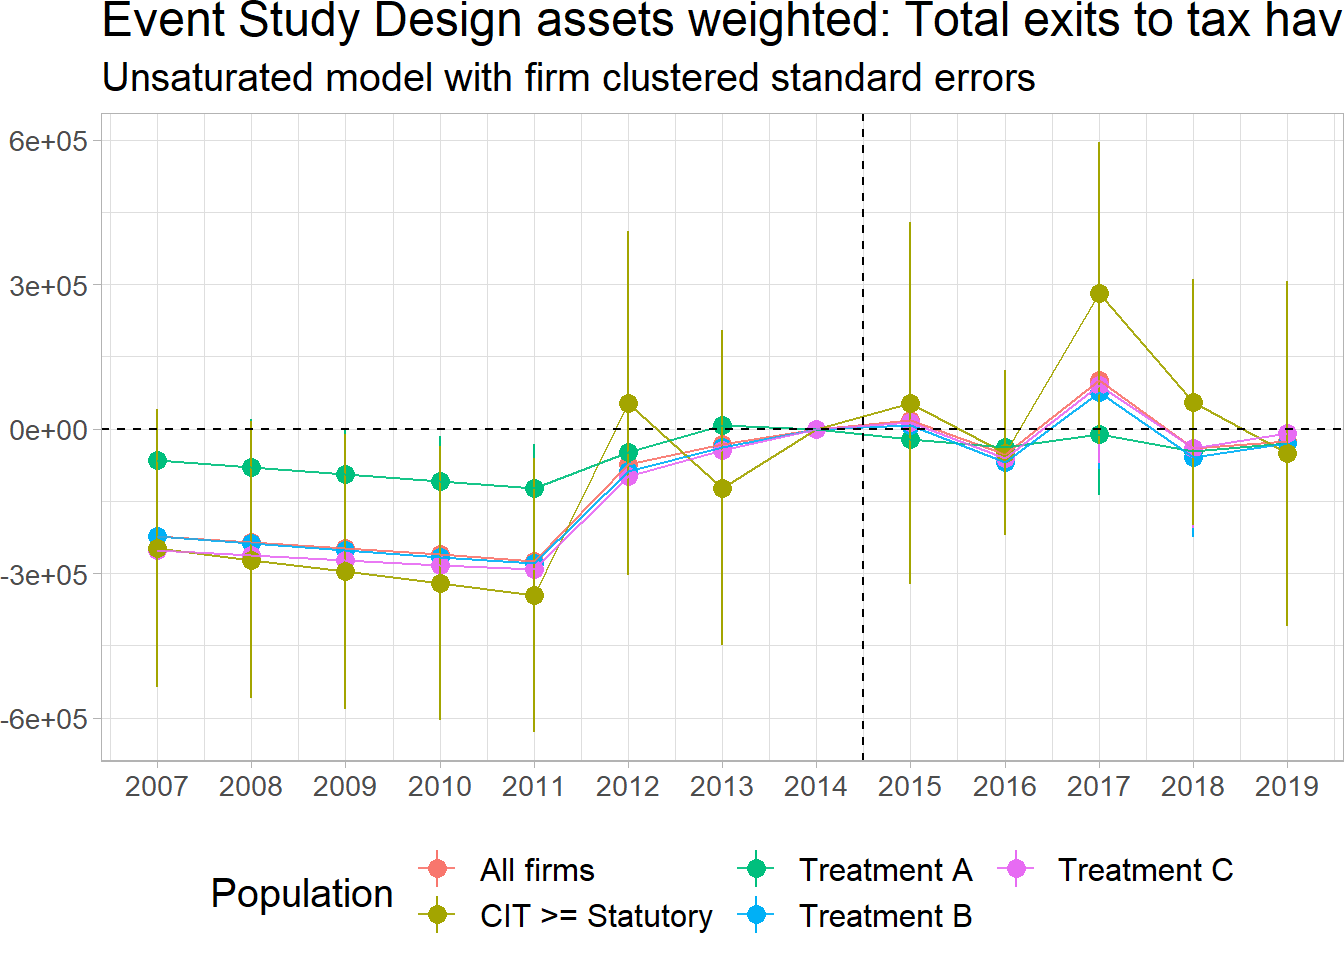 Event Study Design assets weighted: Total exits to tax hav
Unsaturated model with firm clustered standard errors
6e+05
3e+05
0e+00
-3e+05
-6e+05
2007 2008 2009 2010 2011 2012 2013 2014 2015 2016 2017 2018 2019
Population
All firms
CIT >= Statutory
Treatment A
Treatment B
Treatment C